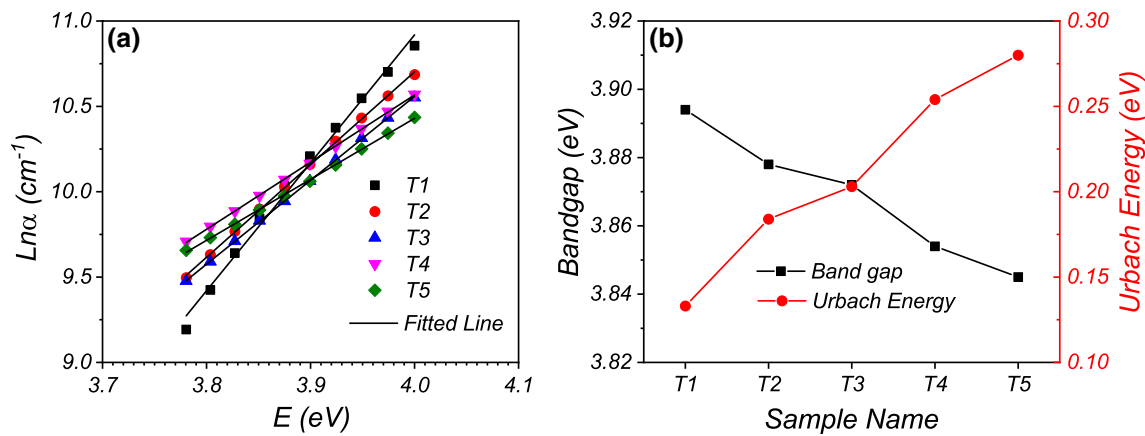 (a)
11.0
10.5
10.0
9.5
9.0
Lnα (cm⁻¹)
T1
T2
T3
T4
T5
Fitted Line
3.7 3.8 3.9 4.0 4.1
E (eV)
(b)
3.92
3.90
3.88
3.86
3.84
3.82
Bandgap (eV)
Band gap
Urbach Energy
0.30
0.25
0.20
0.15
0.10
Urbach Energy (eV)
T1 T2 T3 T4 T5
Sample Name